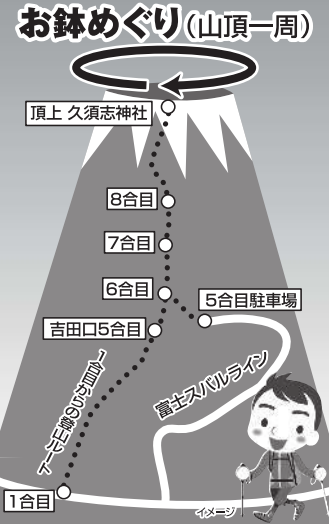 お鉢めぐり(山頂一周)
頂上 久須志神社
8合目
7合目
6合目
5合目駐車場
吉田口5合目
1合目からの登山ルート
富士スバルライン
1合目
イメージ